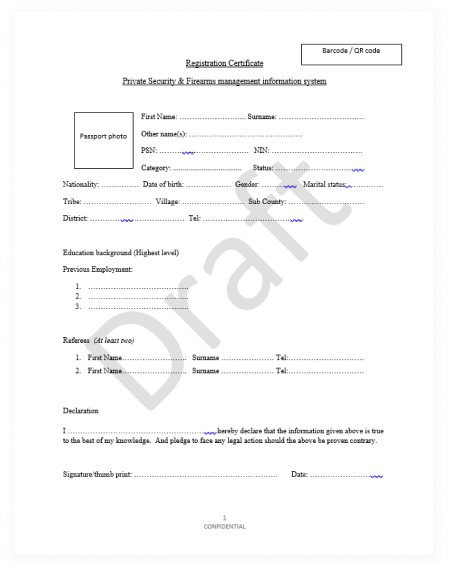 Barcode / QR code
Registration Certificate
Private Security & Firearms management information system
Passport photo
First Name: ........................... Surname: ...................................
Other name(s): ..............................................
PSN: .................................... NIN: .....................................
Category: ....................................... Status: ....................................
Nationality: ............... Date of birth: ................... Gender: .............. Marital status: ...............
Tribe: ............................ Village: .......................... Sub County: ...............................
District: ....................................... Tel: .........................................
Education background (Highest level)
Previous Employment:
1. .........................................
2. .........................................
3. .........................................
Referees (At least two)
1. First Name.......................... Surname ...................... Tel:...............................
2. First Name.......................... Surname ...................... Tel:...............................
Declaration
I ............................................................ hereby declare that the information given above is true
to the best of my knowledge. And pledge to face any legal action should the above be proven contrary.
Signature/thumb print: ........................................................... Date: ..............................
Draft
1
CONFIDENTIAL